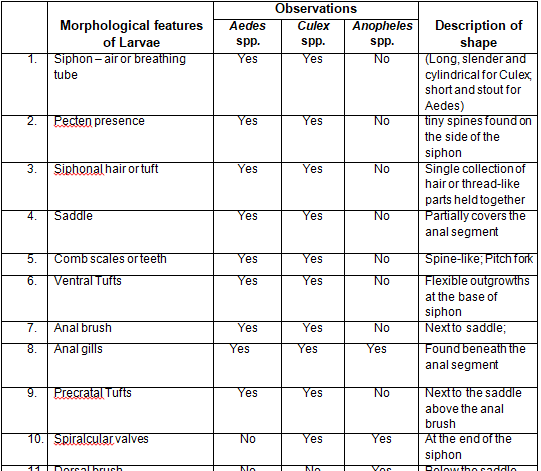 Observations
Morphological features of Larvae Aedes spp. Culex spp. Anopheles spp. Description of shape
1. Siphon – air or breathing tube Yes Yes No (Long, slender and cylindrical for Culex; short and stout for Aedes)
2. Pecten presence Yes Yes No tiny spines found on the side of the siphon
3. Siphonal hair or tuft Yes Yes No Single collection of hair or thread-like parts held together
4. Saddle Yes Yes No Partially covers the anal segment
5. Comb scales or teeth Yes Yes No Spine-like; Pitch fork
6. Ventral Tufts Yes Yes No Flexible outgrowths at the base of siphon
7. Anal brush Yes Yes No Next to saddle;
8. Anal gills Yes Yes Yes Found beneath the anal segment
9. Precratal Tufts Yes Yes No Next to the saddle above the anal brush
10. Spiralcular valves No Yes Yes At the end of the siphon
11. Dorsal brush No No Yes Below the saddle